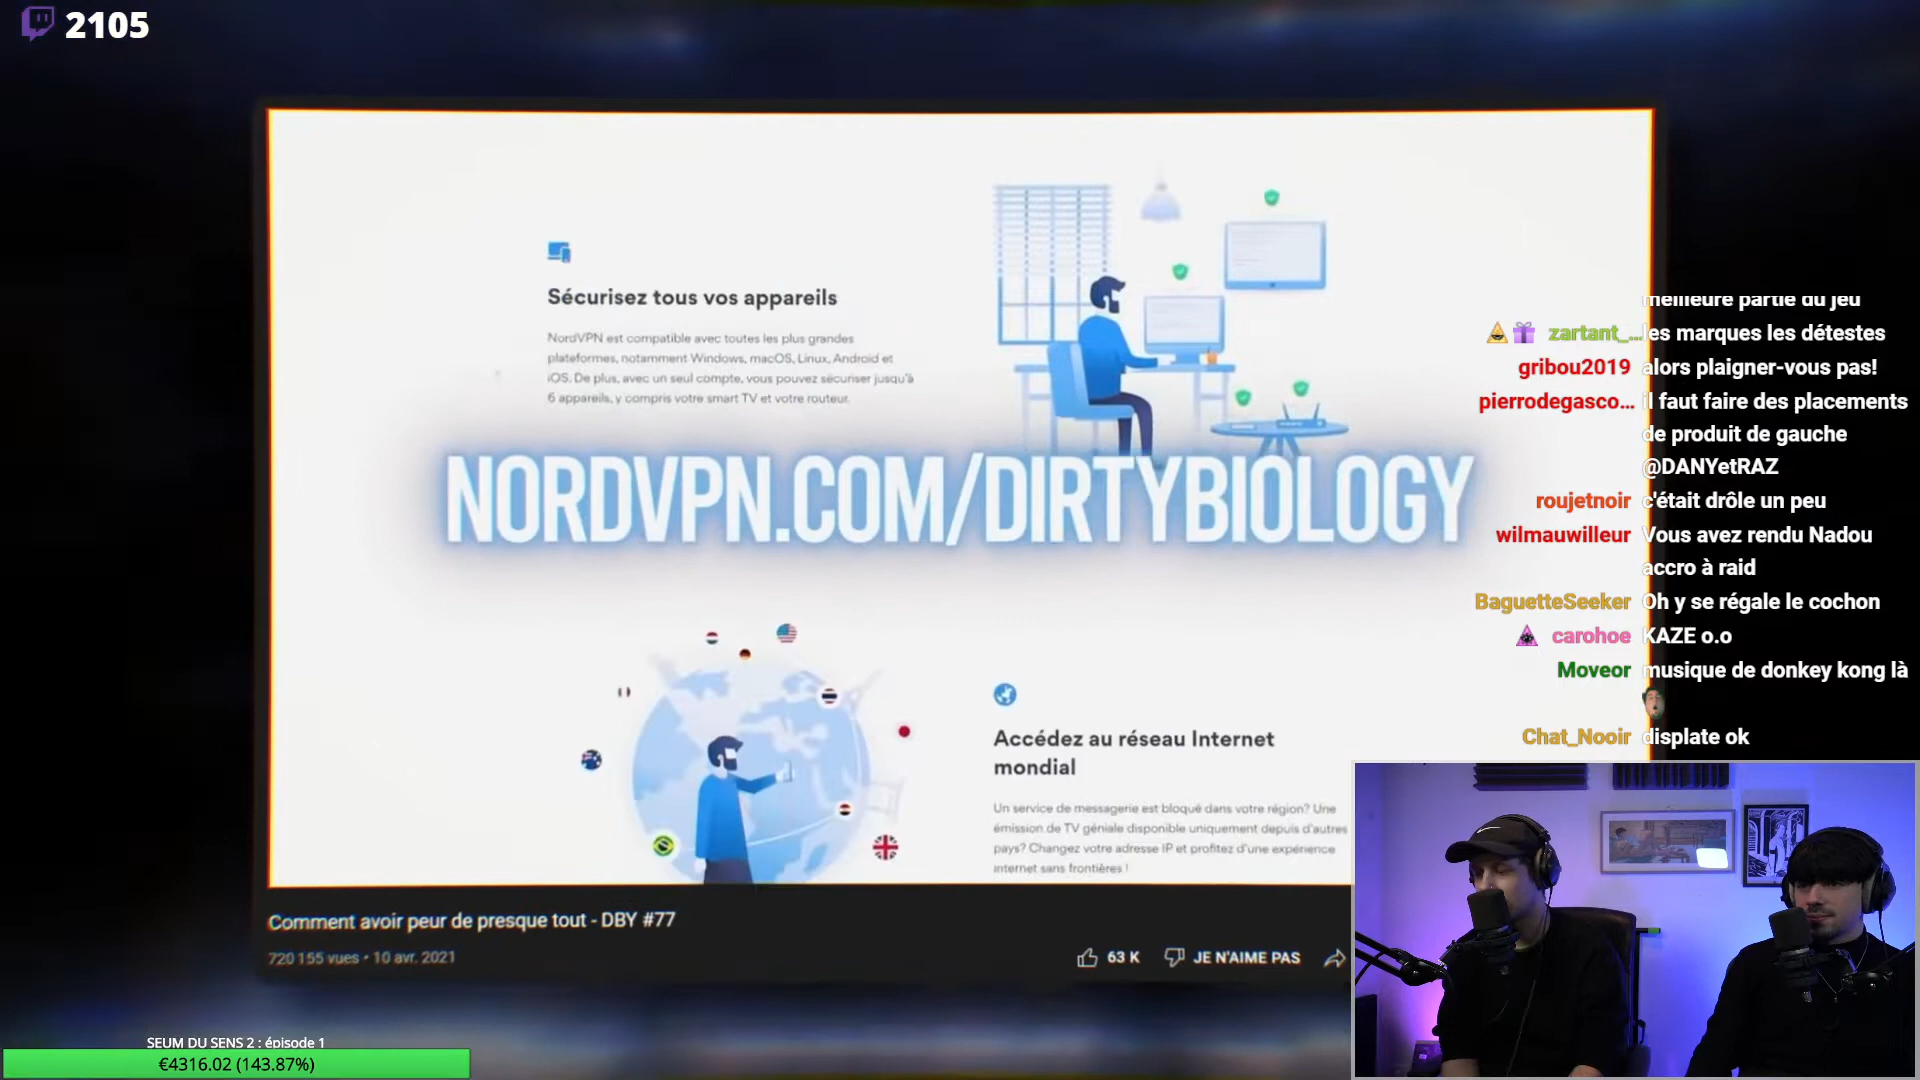 2105
Sécurisez tous vos appareils
NordVPN est compatible avec toutes les plus grandes
plateformes, notamment Windows, macOS, Linux, Android et
iOS. De plus, avec un seul compte, vous pouvez sécuriser jusqu'à
6 appareils, y compris votre smart TV et votre routeur.
NORDVPN.COM/DIRTYBIOLOGY
Accédez au réseau Internet
mondial
Un service de messagerie est bloqué dans votre région? Une
émission de TV géniale disponible uniquement depuis d'autres
pays? Changez votre adresse IP et profitez d'une expérience
internet sans frontières !
Comment avoir peur de presque tout - DBY #77
720 155 vues • 10 avr. 2021
63 K JE N'AIME PAS
meilleure partie du jeu
zartant_... les marques les détestes
gribou2019 alors plaigner-vous pas!
pierrodegasco... il faut faire des placements
de produit de gauche
@DANYetRAZ
roujetnoir c'était drôle un peu
wilmauwilleur Vous avez rendu Nadou
accro à raid
BaguetteSeeker Oh y se régale le cochon
carohoe KAZE o.o
Moveor musique de donkey kong là
Chat_Nooir displate ok
SEUM DU SENS 2 : épisode 1
€4316.02 (143.87%)